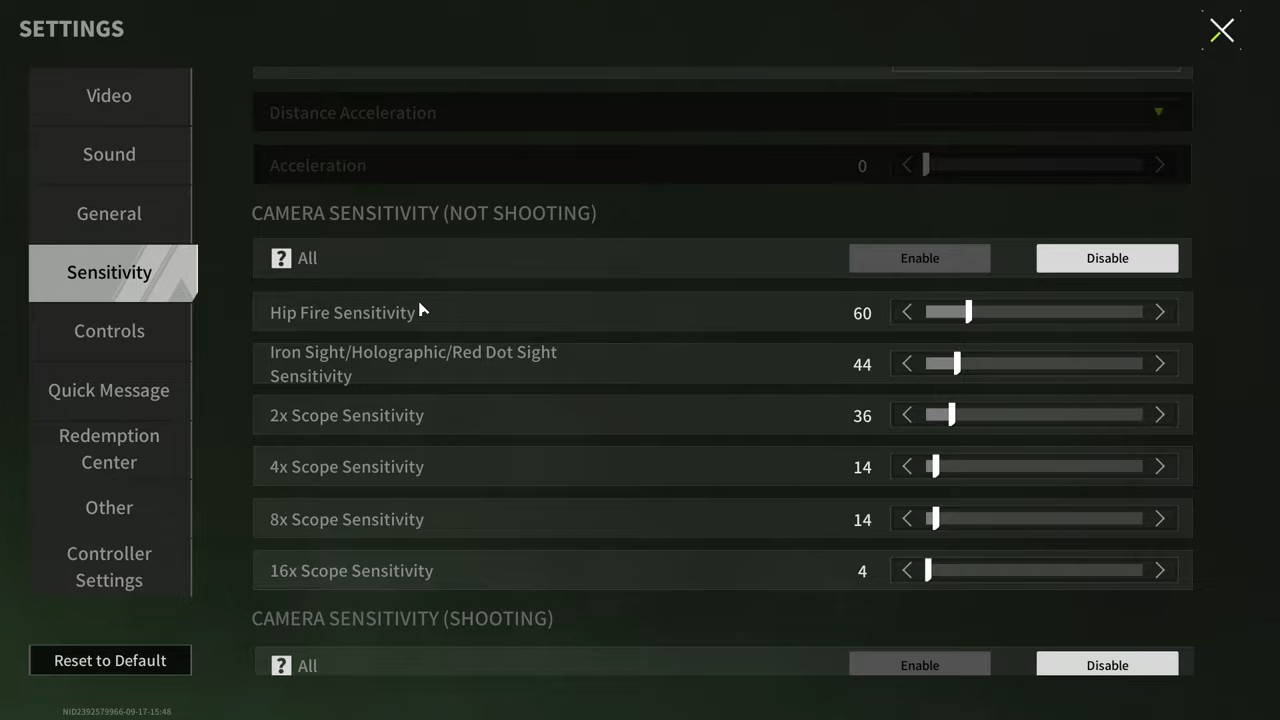 SETTINGS
Video
Sound
General
Sensitivity
Controls
Quick Message
Redemption
Center
Other
Controller
Settings
Reset to Default
Distance Acceleration
Acceleration 0
CAMERA SENSITIVITY (NOT SHOOTING)
? All Enable Disable
Hip Fire Sensitivity 60
Iron Sight/Holographic/Red Dot Sight
Sensitivity 44
2x Scope Sensitivity 36
4x Scope Sensitivity 14
8x Scope Sensitivity 14
16x Scope Sensitivity 4
CAMERA SENSITIVITY (SHOOTING)
? All Enable Disable
NID2392579966-09-17-15:48